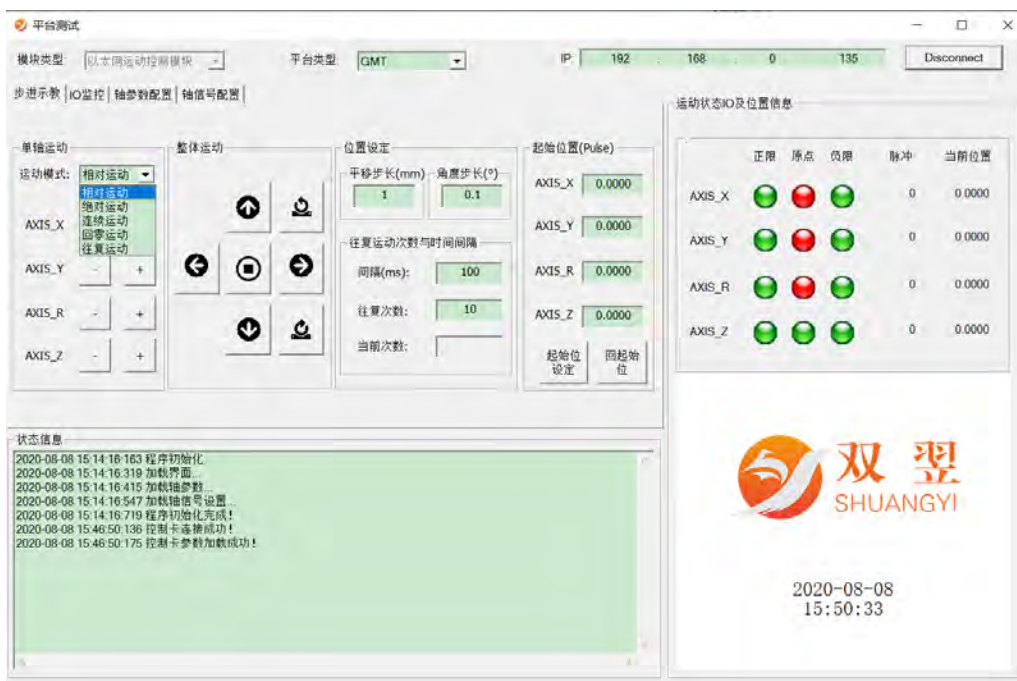 平台测试
模块类型: 以太网运动控制模块 平台类型: GMT IP: 192 . 168 . 0 . 135 Disconnect
步进示教 IO监控 轴参数配置 轴信号配置
单轴运动
运动模式: 相对运动
相对运动
绝对运动
连续运动
回零运动
往复运动
AXIS_X
AXIS_Y - +
AXIS_R - +
AXIS_Z - +
整体运动
位置设定
平移步长(mm) 角度步长(°)
1 0.1
往复运动次数与时间间隔
间隔(ms): 100
往复次数: 10
当前次数:
起始位置(Pulse)
AXIS_X 0.0000
AXIS_Y 0.0000
AXIS_R 0.0000
AXIS_Z 0.0000
起始位设定 回起始位
运动状态IO及位置信息
正限 原点 负限 脉冲 当前位置
AXIS_X 0 0.0000
AXIS_Y 0 0.0000
AXIS_R 0 0.0000
AXIS_Z 0 0.0000
状态信息
2020-08-08 15:14:16:163 程序初始化...
2020-08-08 15:14:16:319 加载界面...
2020-08-08 15:14:16:415 加载轴参数...
2020-08-08 15:14:16:547 加载轴信号设置...
2020-08-08 15:14:16:719 程序初始化完成!
2020-08-08 15:46:50:136 控制卡连接成功!
2020-08-08 15:46:50:175 控制卡参数加载成功!
双翌
SHUANGYI
2020-08-08
15:50:33